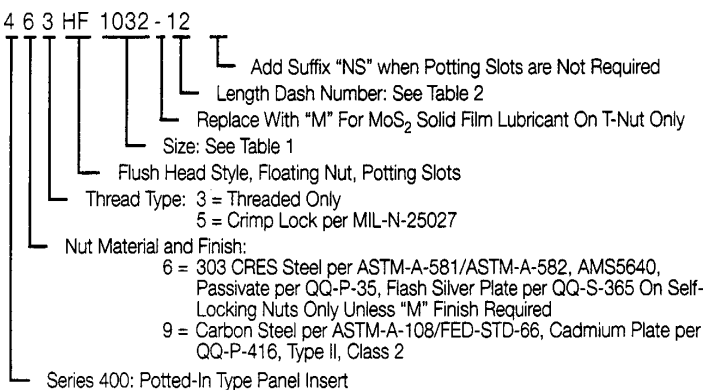 4 6 3 HF 1032 - 12
Add Suffix “NS” when Potting Slots are Not Required
Length Dash Number: See Table 2
Replace With “M” For MoS₂ Solid Film Lubricant On T-Nut Only
Size: See Table 1
Flush Head Style, Floating Nut, Potting Slots
Thread Type: 3 = Threaded Only
5 = Crimp Lock per MIL-N-25027
Nut Material and Finish:
6 = 303 CRES Steel per ASTM-A-581/ASTM-A-582, AMS5640,
Passivate per QQ-P-35, Flash Silver Plate per QQ-S-365 On Self-
Locking Nuts Only Unless “M” Finish Required
9 = Carbon Steel per ASTM-A-108/FED-STD-66, Cadmium Plate per
QQ-P-416, Type II, Class 2
Series 400: Potted-In Type Panel Insert